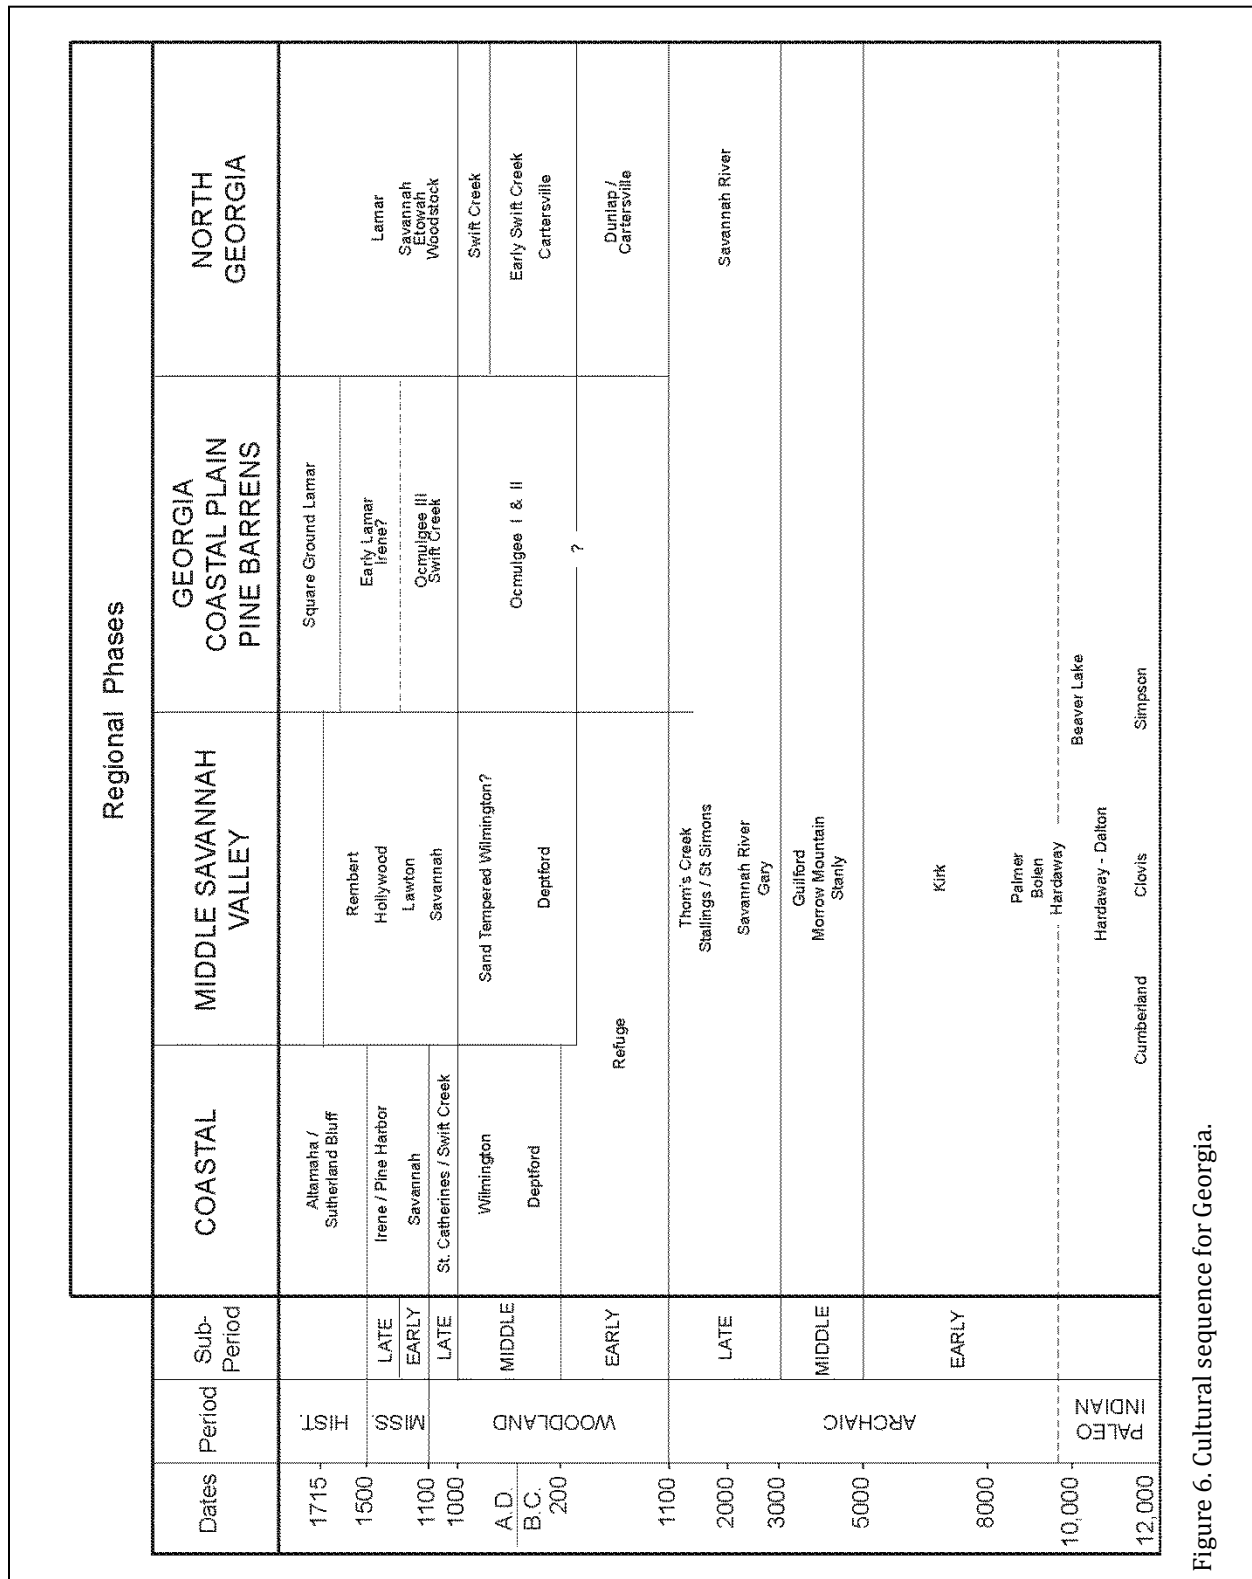 Regional Phases
Dates
Period
Sub-
Period
COASTAL
MIDDLE SAVANNAH
VALLEY
GEORGIA
COASTAL PLAIN
PINE BARRENS
NORTH
GEORGIA
1715
1500
1100
1000
A.D.
B.C.
200
1100
2000
3000
5000
8000
10,000
12,000
HIST.
MISS.
WOODLAND
ARCHAIC
PALEO
INDIAN
LATE
EARLY
LATE
MIDDLE
EARLY
LATE
MIDDLE
EARLY
Altamaha /
Sutherland Bluff
Irene / Pine Harbor
Savannah
St. Catherines / Swift Creek
Wilmington
Deptford
Refuge
Rembert
Hollywood
Lawton
Savannah
Sand Tempered Wilmington?
Deptford
Thom's Creek
Stallings / St Simons
Savannah River
Gary
Guilford
Morrow Mountain
Stanly
Kirk
Palmer
Bolen
Hardaway
Hardaway - Dalton
Cumberland
Clovis
Simpson
Beaver Lake
Square Ground Lamar
Early Lamar
Irene?
Ocmulgee III
Swift Creek
Ocmulgee I & II
?
Lamar
Savannah
Etowah
Woodstock
Swift Creek
Early Swift Creek
Cartersville
Dunlap /
Cartersville
Savannah River
Figure 6. Cultural sequence for Georgia.